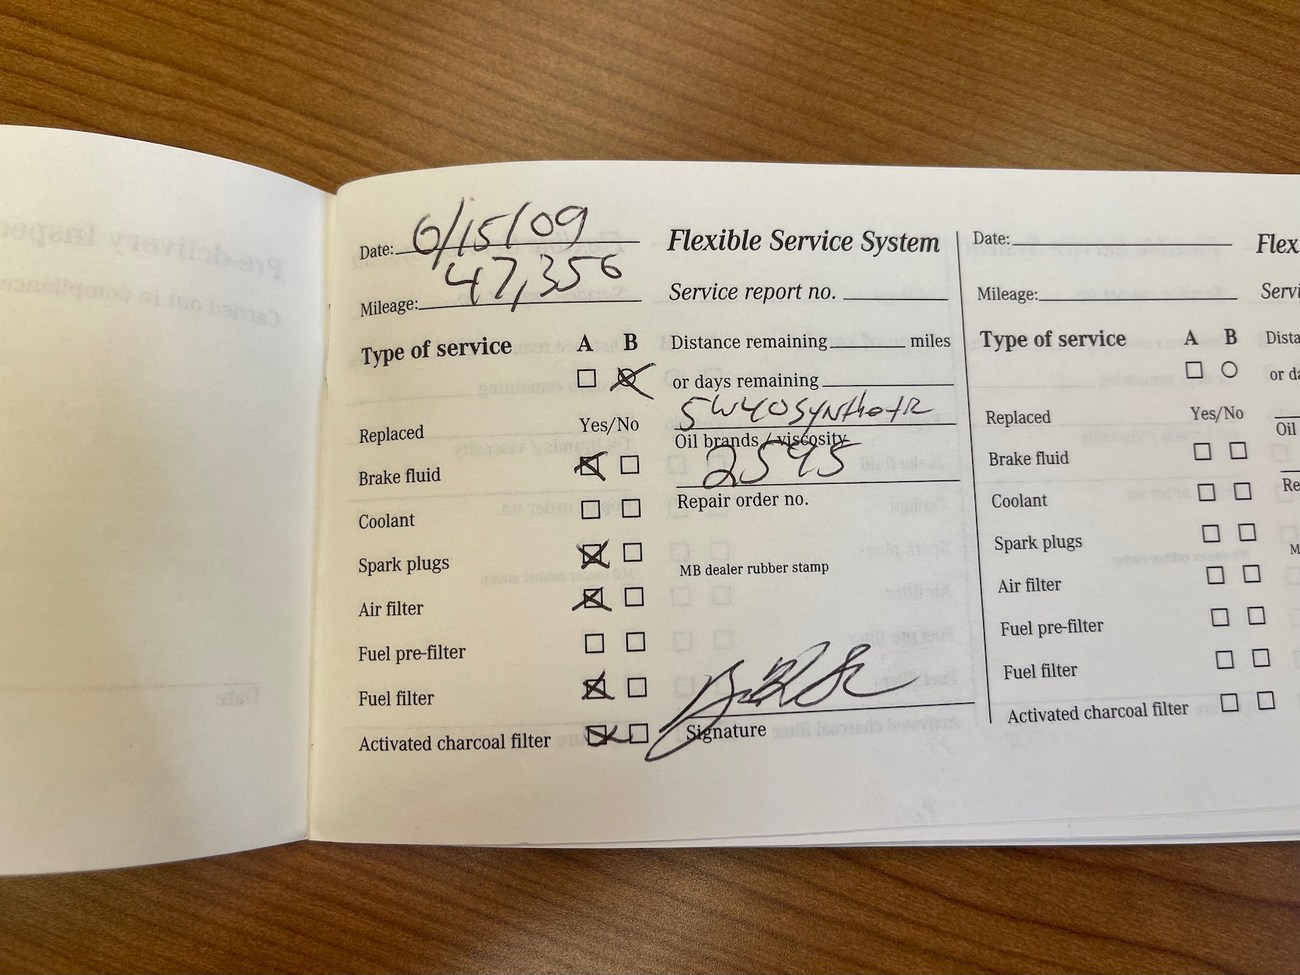 Date: 6/15/09
Mileage: 47,356
Type of service A B
Replaced Yes/No
Brake fluid
Coolant
Spark plugs
Air filter
Fuel pre-filter
Fuel filter
Activated charcoal filter
Flexible Service System
Service report no.
Distance remaining miles
or days remaining
5W40 Synthetic
Oil brands / viscosity
2595
Repair order no.
MB dealer rubber stamp
Signature
Date:
Mileage:
Type of service A B
Replaced Yes/No
Brake fluid
Coolant
Spark plugs
Air filter
Fuel pre-filter
Fuel filter
Activated charcoal filter
Flex
Servi
Dista
or da
Oil
Re
M